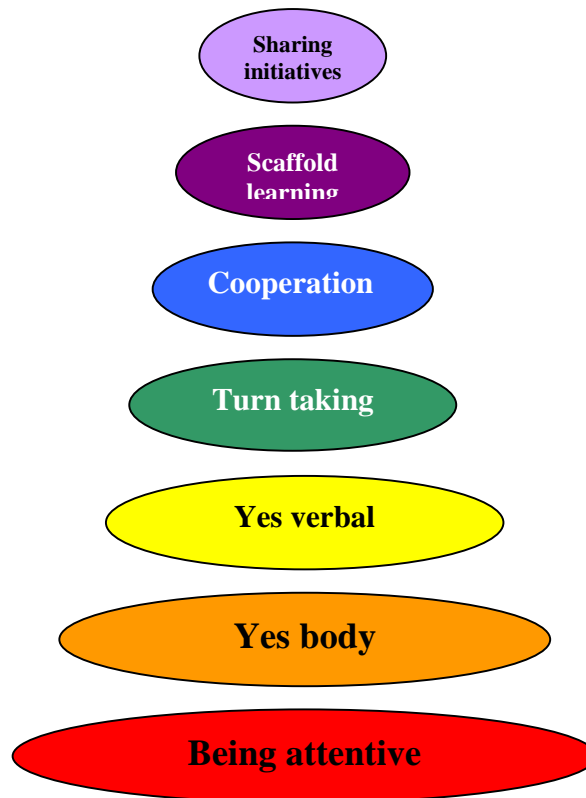 Sharing
initiatives
Scaffold
learning
Cooperation
Turn taking
Yes verbal
Yes body
Being attentive